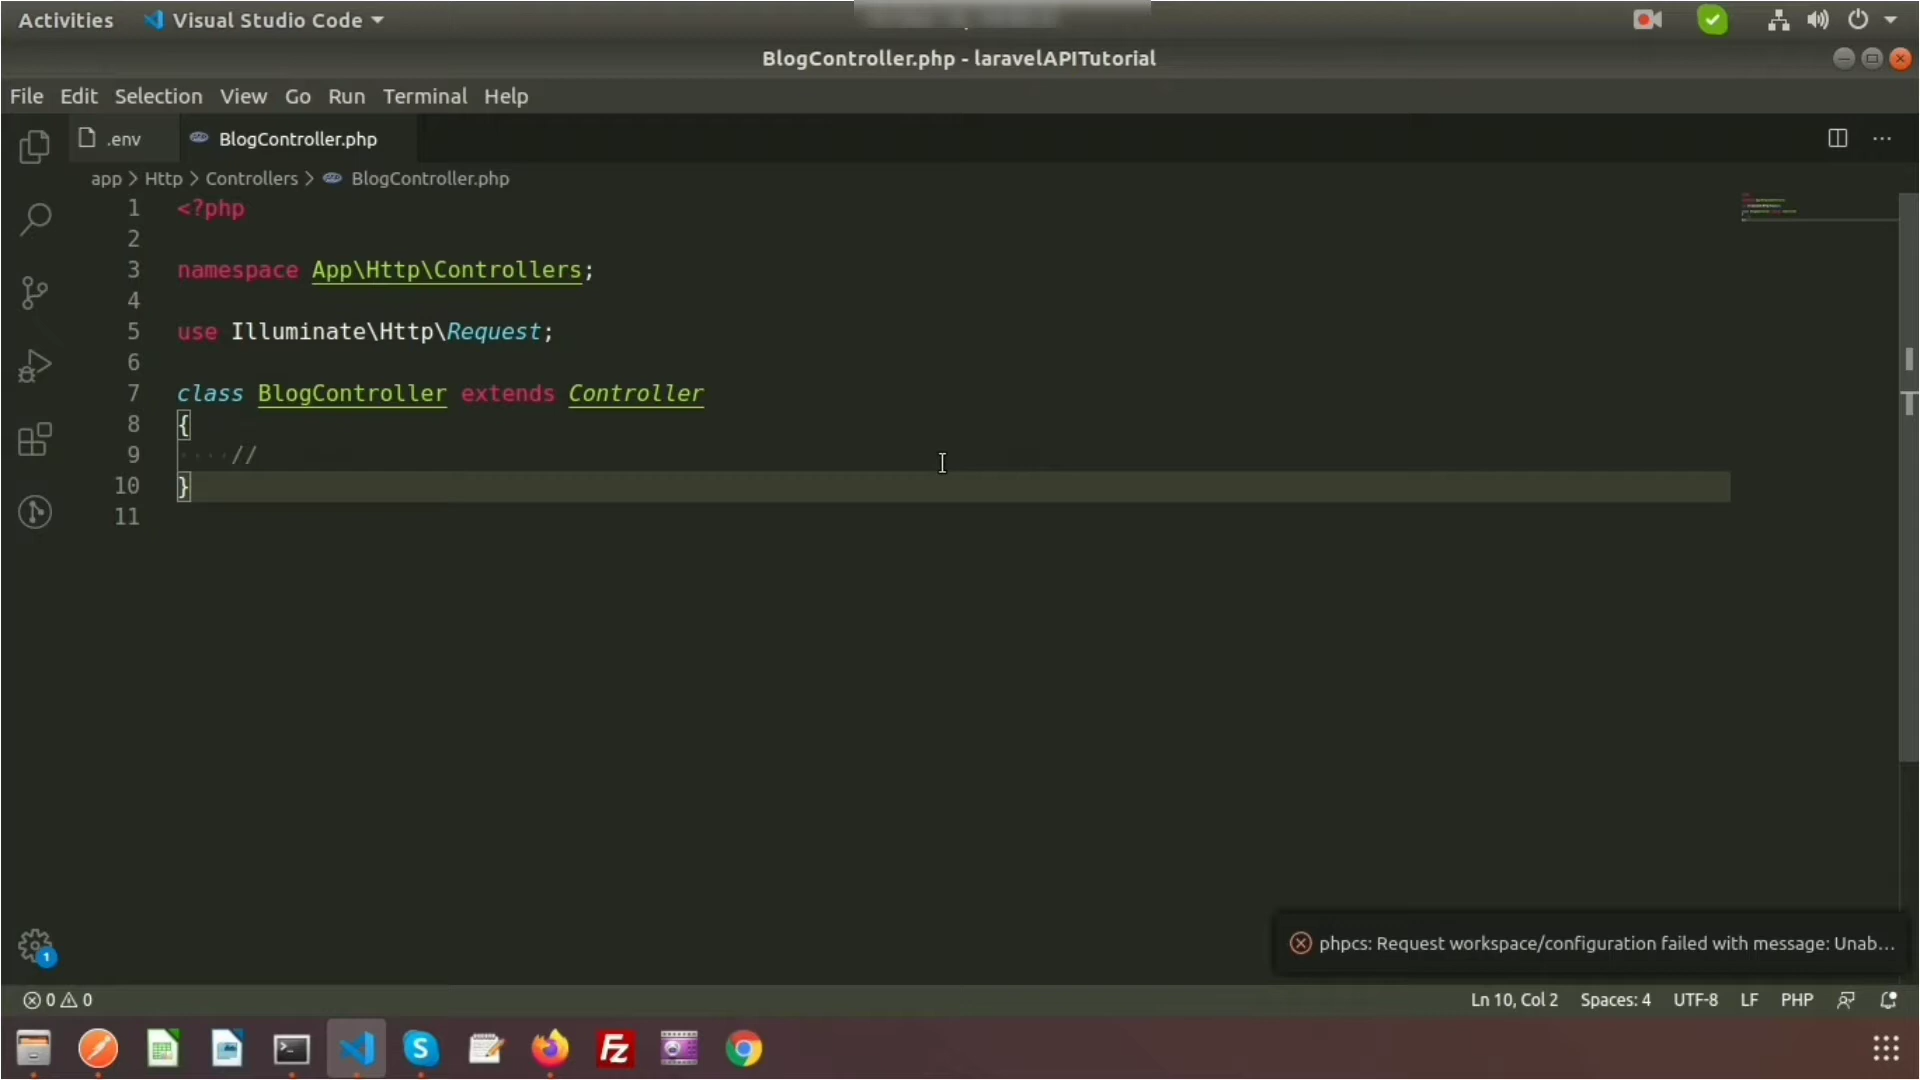 Activities Visual Studio Code
BlogController.php - laravelAPITutorial
File Edit Selection View Go Run Terminal Help
.env BlogController.php
app > Http > Controllers > BlogController.php
1 <?php
2
3 namespace App\Http\Controllers;
4
5 use Illuminate\Http\Request;
6
7 class BlogController extends Controller
8 {
9 ····//
10 }
11
1
phpcs: Request workspace/configuration failed with message: Unab...
0 0 Ln 10, Col 2 Spaces: 4 UTF-8 LF PHP
S Fz